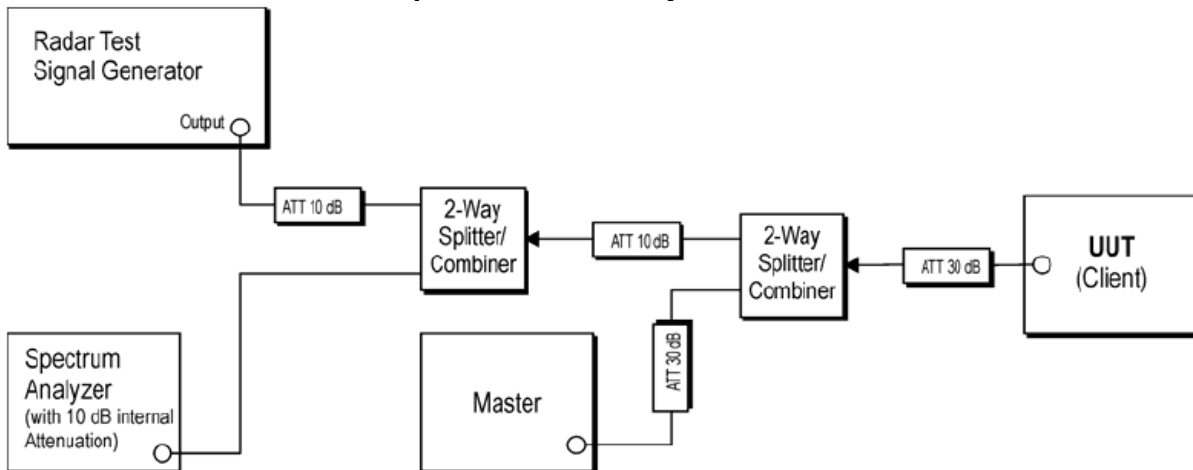 Radar Test
Signal Generator
Output
ATT 10 dB
2-Way
Splitter/
Combiner
ATT 10 dB
2-Way
Splitter/
Combiner
ATT 30 dB
UUT
(Client)
Spectrum
Analyzer
(with 10 dB internal
Attenuation)
Master
ATT 30 dB